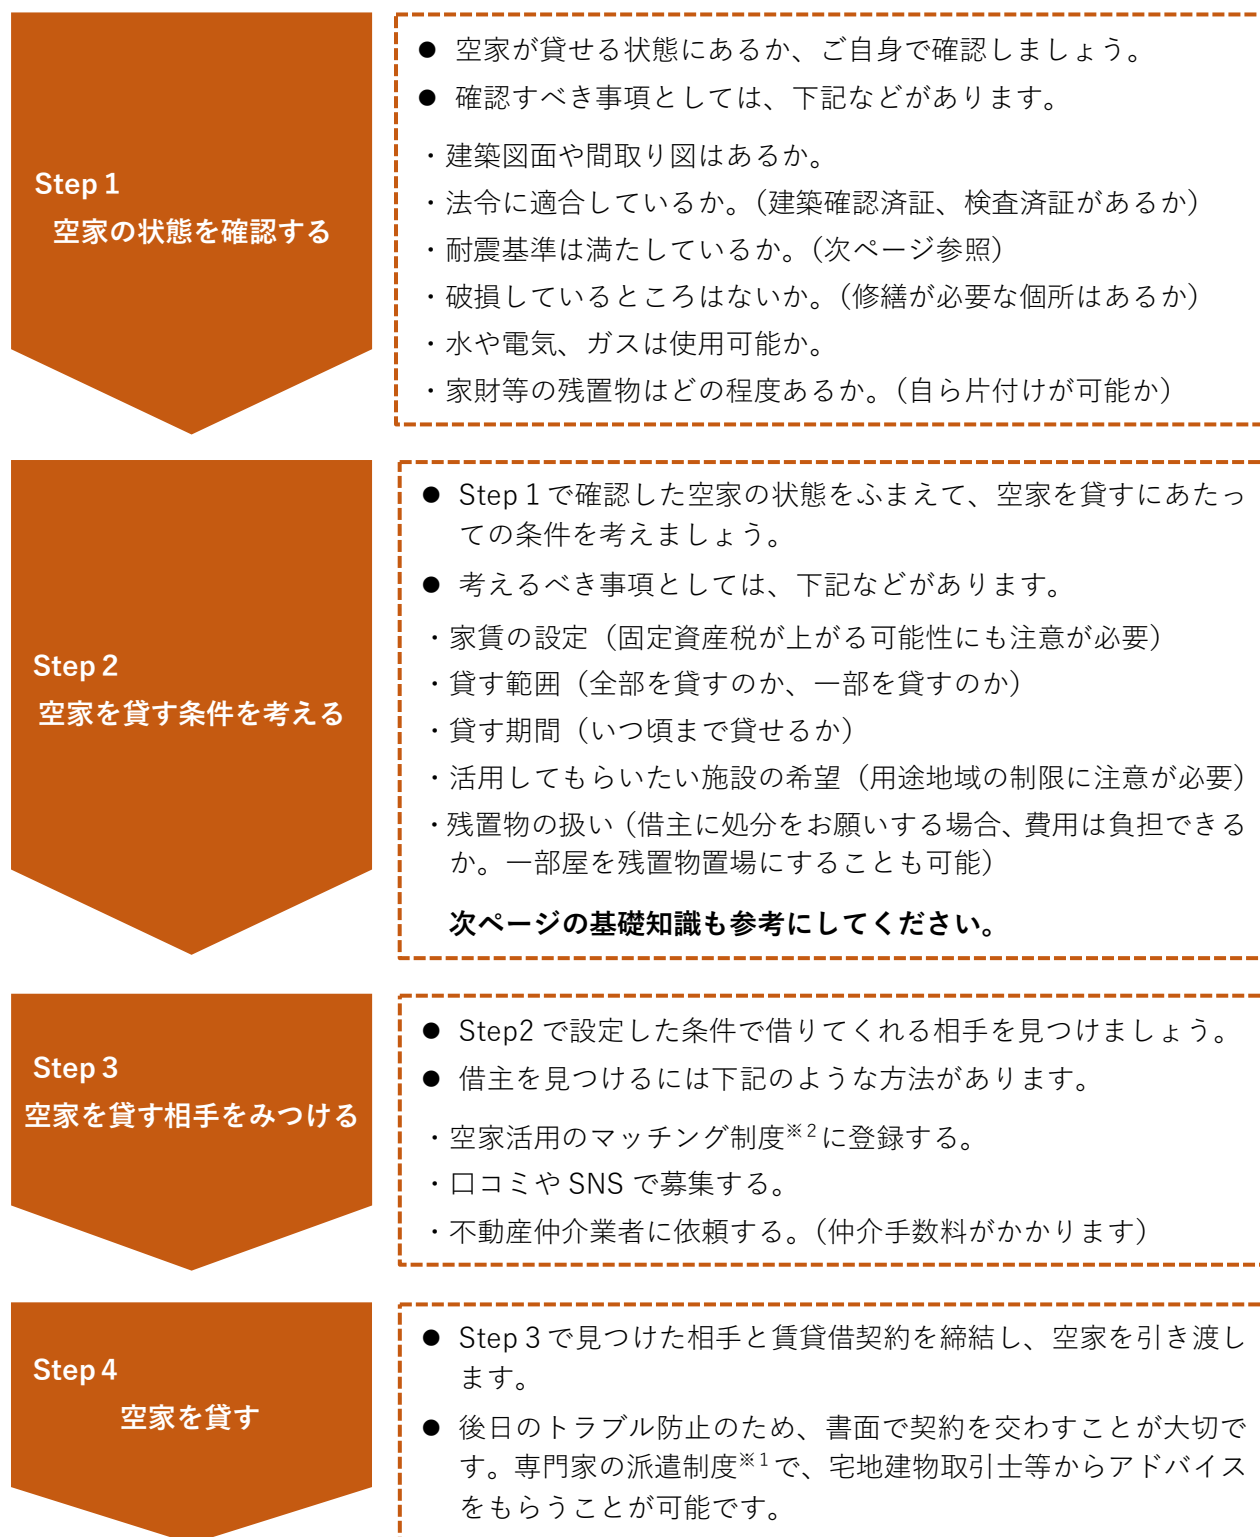 Step 1
空家の状態を確認する
● 空家が貸せる状態にあるか、ご自身で確認しましょう。
● 確認すべき事項としては、下記などがあります。
・建築図面や間取り図はあるか。
・法令に適合しているか。（建築確認済証、検査済証があるか）
・耐震基準は満たしているか。（次ページ参照）
・破損しているところはないか。（修繕が必要な個所はあるか）
・水や電気、ガスは使用可能か。
・家財等の残置物はどの程度あるか。（自ら片付けが可能か）
Step 2
空家を貸す条件を考える
● Step 1で確認した空家の状態をふまえて、空家を貸すにあたっ
ての条件を考えましょう。
● 考えるべき事項としては、下記などがあります。
・家賃の設定（固定資産税が上がる可能性にも注意が必要）
・貸す範囲（全部を貸すのか、一部を貸すのか）
・貸す期間（いつ頃まで貸せるか）
・活用してもらいたい施設の希望（用途地域の制限に注意が必要）
・残置物の扱い（借主に処分をお願いする場合、費用は負担できる
か。一部屋を残置物置場にすることも可能）
次ページの基礎知識も参考にしてください。
Step 3
空家を貸す相手をみつける
● Step2 で設定した条件で借りてくれる相手を見つけましょう。
● 借主を見つけるには下記のような方法があります。
・空家活用のマッチング制度※2に登録する。
・口コミや SNS で募集する。
・不動産仲介業者に依頼する。（仲介手数料がかかります）
Step 4
空家を貸す
● Step 3で見つけた相手と賃貸借契約を締結し、空家を引き渡し
ます。
● 後日のトラブル防止のため、書面で契約を交わすことが大切で
す。専門家の派遣制度※1で、宅地建物取引士等からアドバイス
をもらうことが可能です。